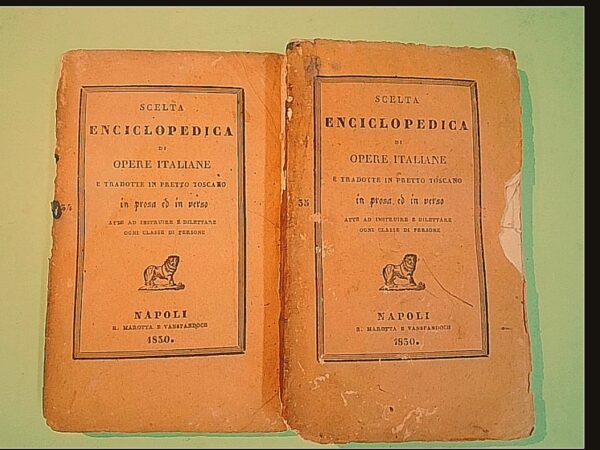 SCELTA
ENCICLOPEDICA
DI
OPERE ITALIANE
E TRADOTTE IN PRETTO TOSCANO
in prosa ed in verso
ATTE AD INSTRUIRE E DILETTARE
OGNI CLASSE DI PERSONE
NAPOLI
R. MAROTTA E VANSPANDOCH
1830.
SCELTA
ENCICLOPEDICA
DI
OPERE ITALIANE
E TRADOTTE IN PRETTO TOSCANO
in prosa ed in verso
ATTE AD INSTRUIRE E DILETTARE
OGNI CLASSE DI PERSONE
NAPOLI
R. MAROTTA E VANSPANDOCH
1830.